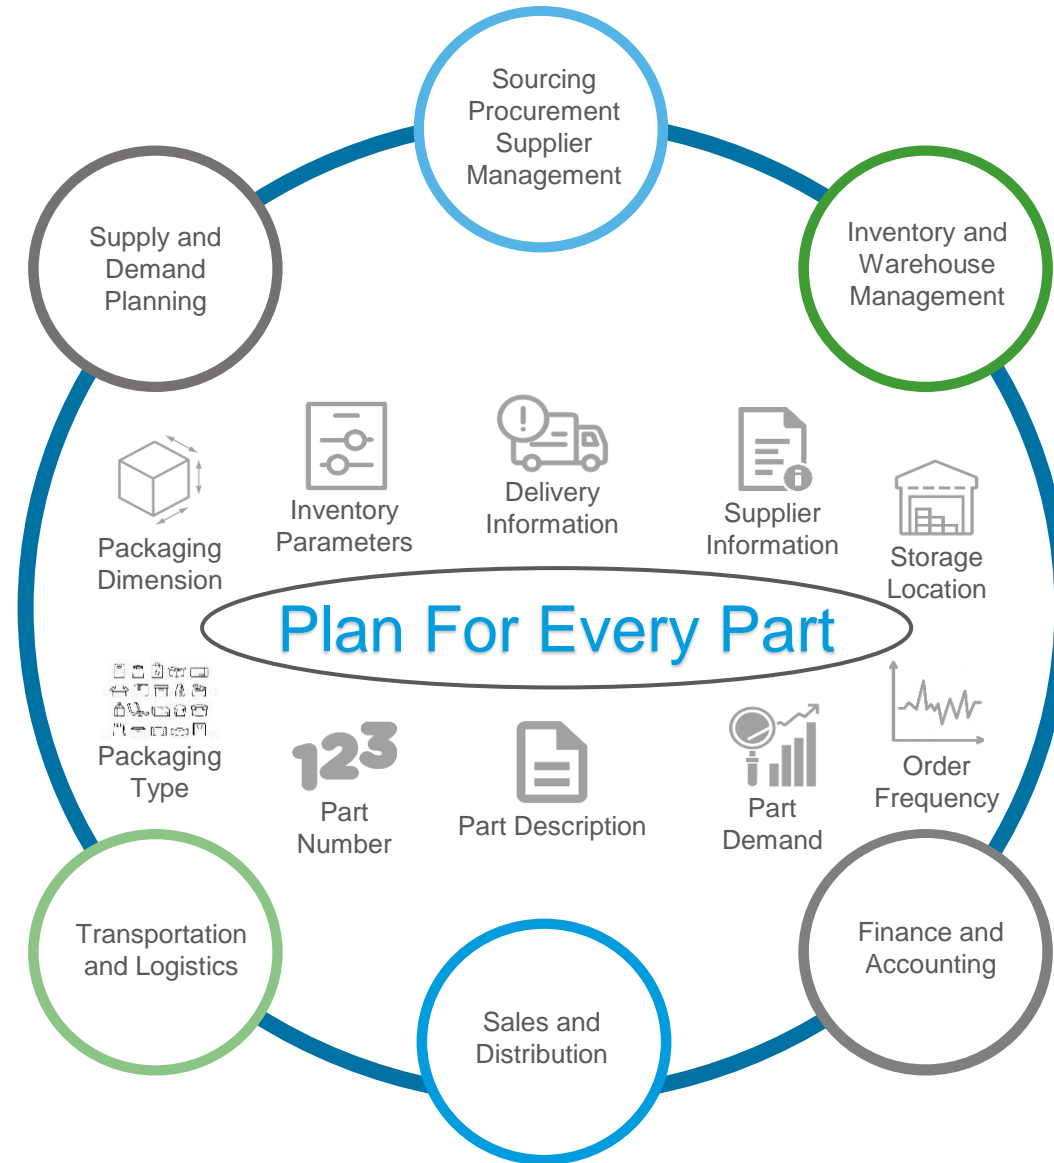 Sourcing
Procurement
Supplier
Management
Supply and
Demand
Planning
Inventory and
Warehouse
Management
Packaging
Dimension
Inventory
Parameters
Delivery
Information
Supplier
Information
Storage
Location
Plan For Every Part
Packaging
Type
123
Part
Number
Part Description
Part
Demand
Order
Frequency
Transportation
and Logistics
Sales and
Distribution
Finance and
Accounting